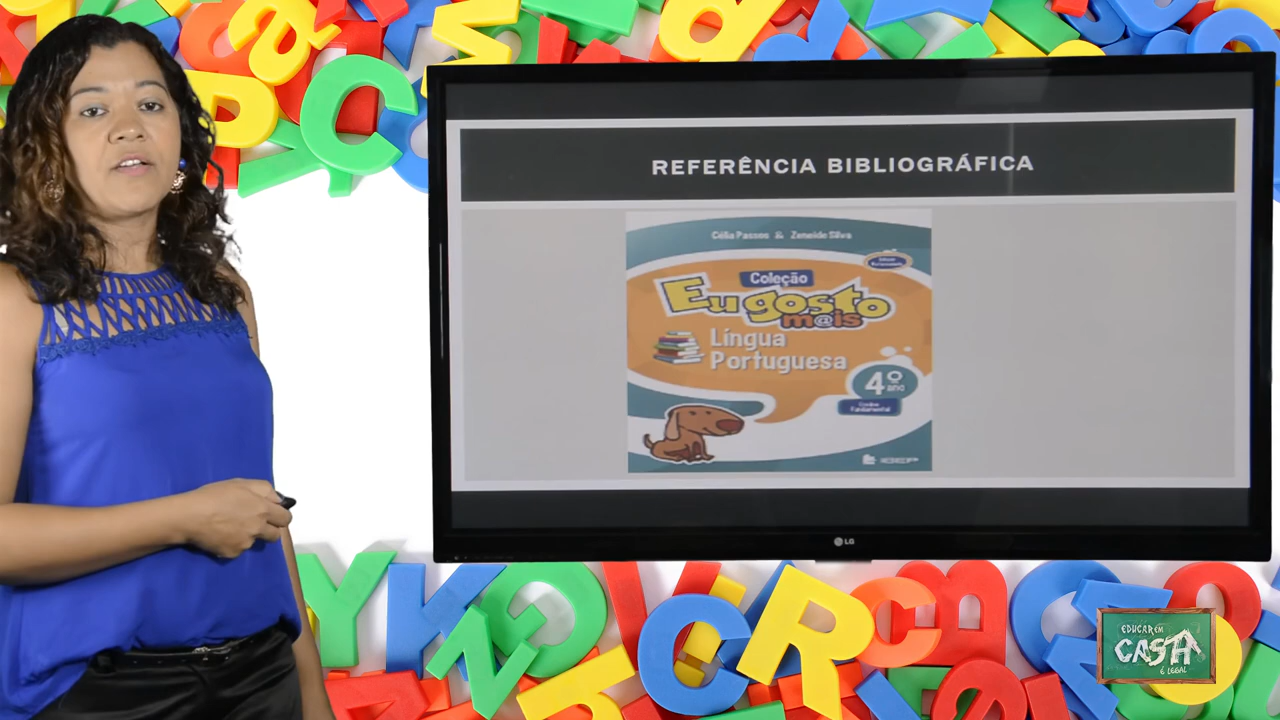 REFERÊNCIA BIBLIOGRÁFICA
Célia Passos & Zeneide Silva
Coleção
Eu gosto
m@is
Língua
Portuguesa
4º
ano
Ensino
Fundamental
LG
EDUCAR EM
CASA
É LEGAL